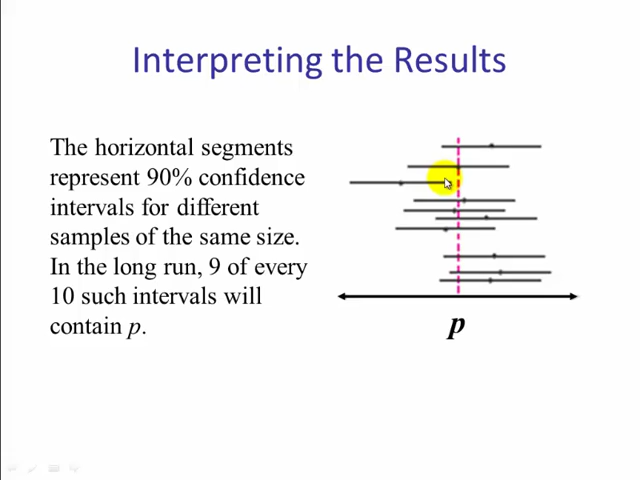 Interpreting the Results
The horizontal segments
represent 90% confidence
intervals for different
samples of the same size.
In the long run, 9 of every
10 such intervals will
contain p.
p